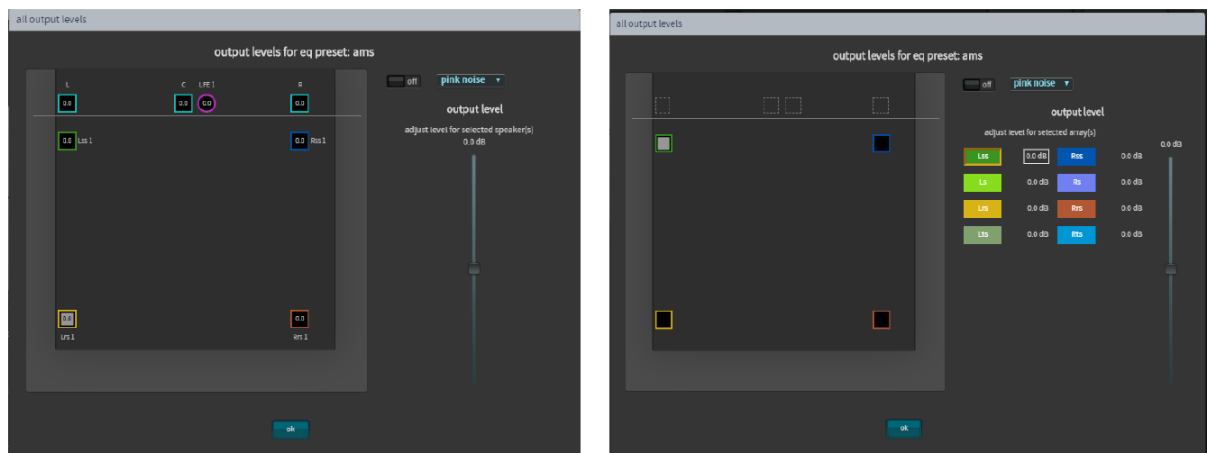 all output levels
output levels for eq preset: ams
off pink noise
L C LFE 1 R
0.0 0.0 0.0 0.0
output level
adjust level for selected speaker(s)
0.0 dB
0.0 Lss 1 0.0 Rss 1
0.0 0.0
Lrs 1 Rrs 1
ok
all output levels
output levels for eq preset: ams
off pink noise
output level
adjust level for selected array(s)
0.0 dB
Lss 0.0 dB Rss 0.0 dB
Ls 0.0 dB Rs 0.0 dB
Lrs 0.0 dB Rrs 0.0 dB
Lts 0.0 dB Rts 0.0 dB
ok